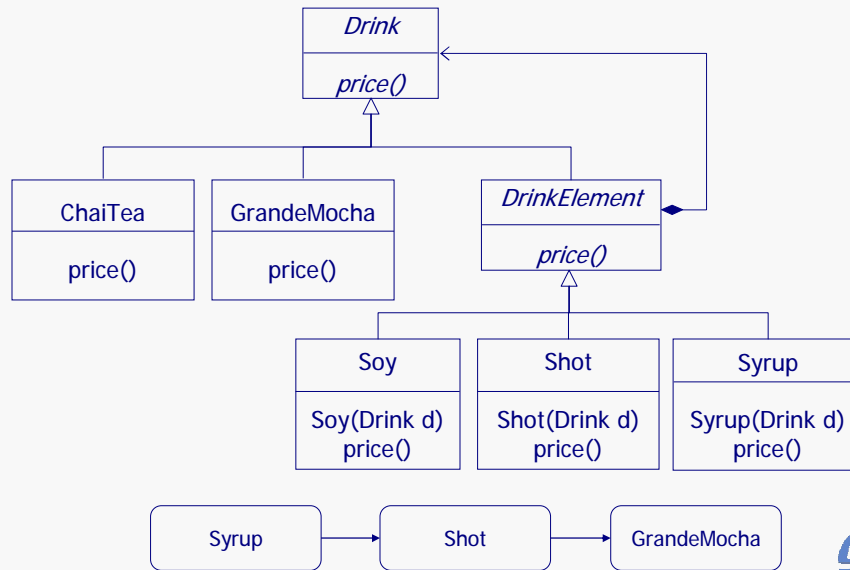 Drink
price()
ChaiTea
price()
GrandeMocha
price()
DrinkElement
price()
Soy
Soy(Drink d)
price()
Shot
Shot(Drink d)
price()
Syrup
Syrup(Drink d)
price()
Syrup
Shot
GrandeMocha